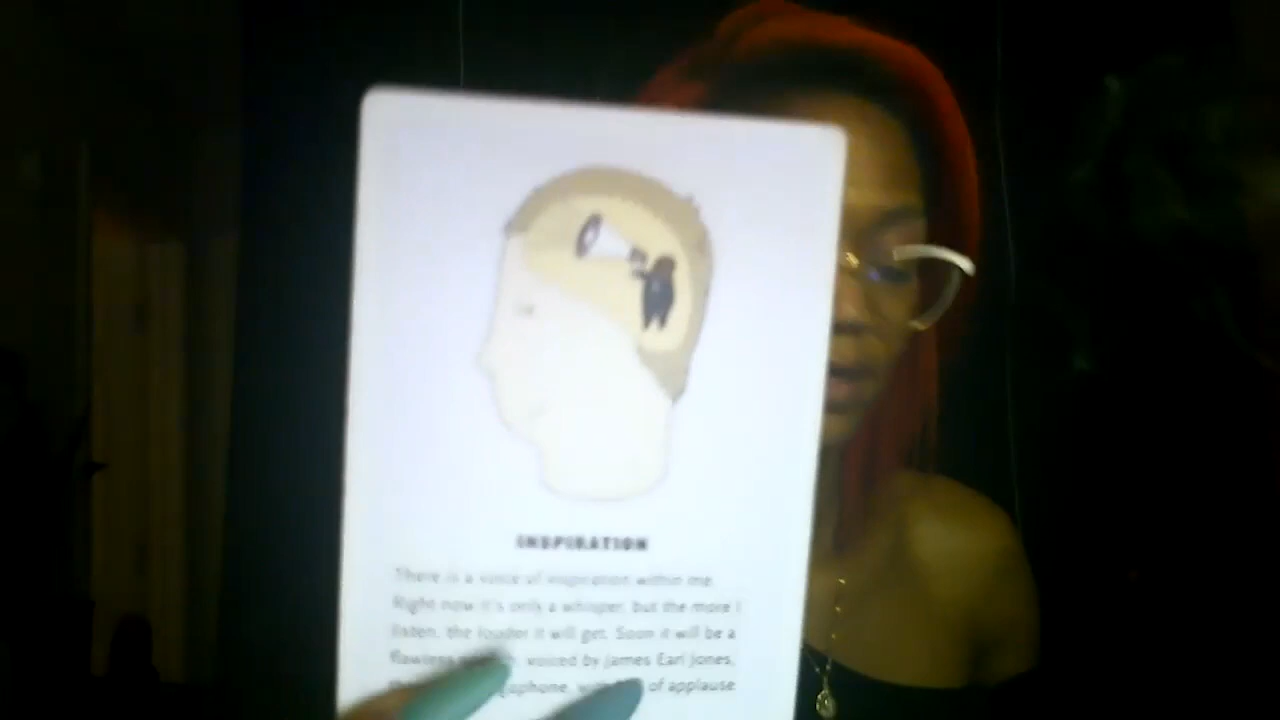 INSPIRATION
There is a voice of inspiration within me.
Right now it's only a whisper, but the more I
listen, the louder it will get. Soon it will be a
voiced by James Earl Jones,
of applause